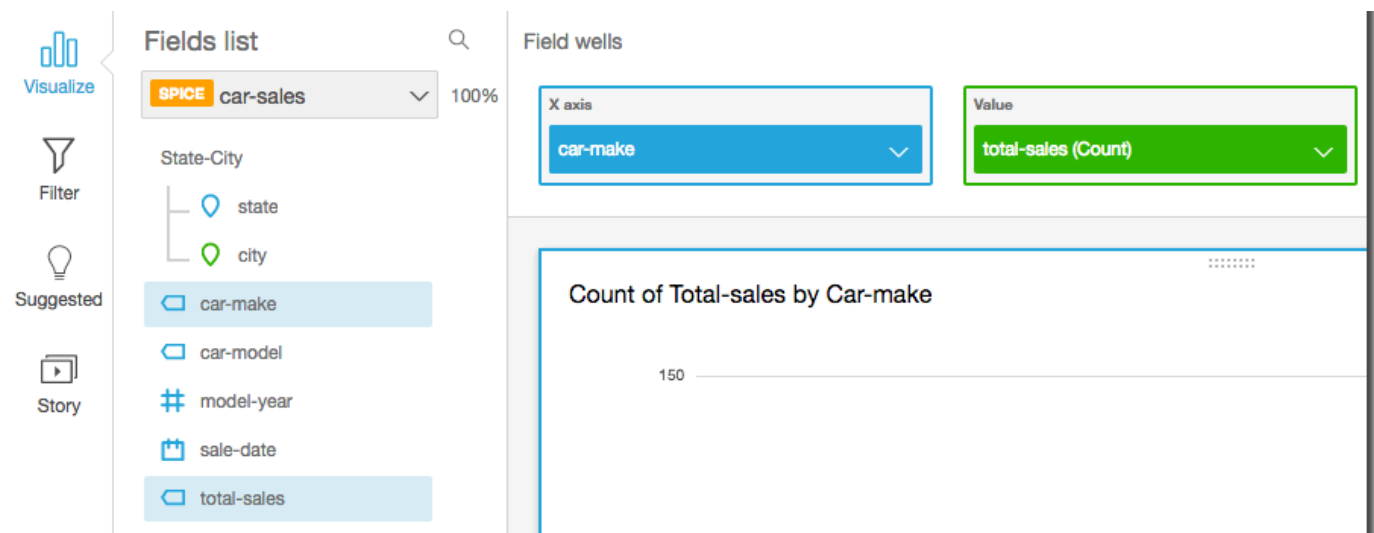 Visualize
Filter
Suggested
Story
Fields list
SPICE car-sales
100%
State-City
state
city
car-make
car-model
model-year
sale-date
total-sales
Field wells
X axis
car-make
Value
total-sales (Count)
Count of Total-sales by Car-make
150